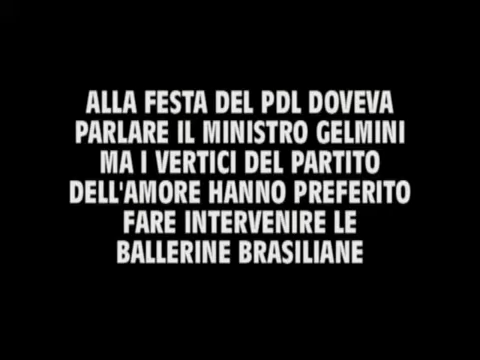 ALLA FESTA DEL PDL DOVEVA
PARLARE IL MINISTRO GELMINI
MA I VERTICI DEL PARTITO
DELL'AMORE HANNO PREFERITO
FARE INTERVENIRE LE
BALLERINE BRASILIANE